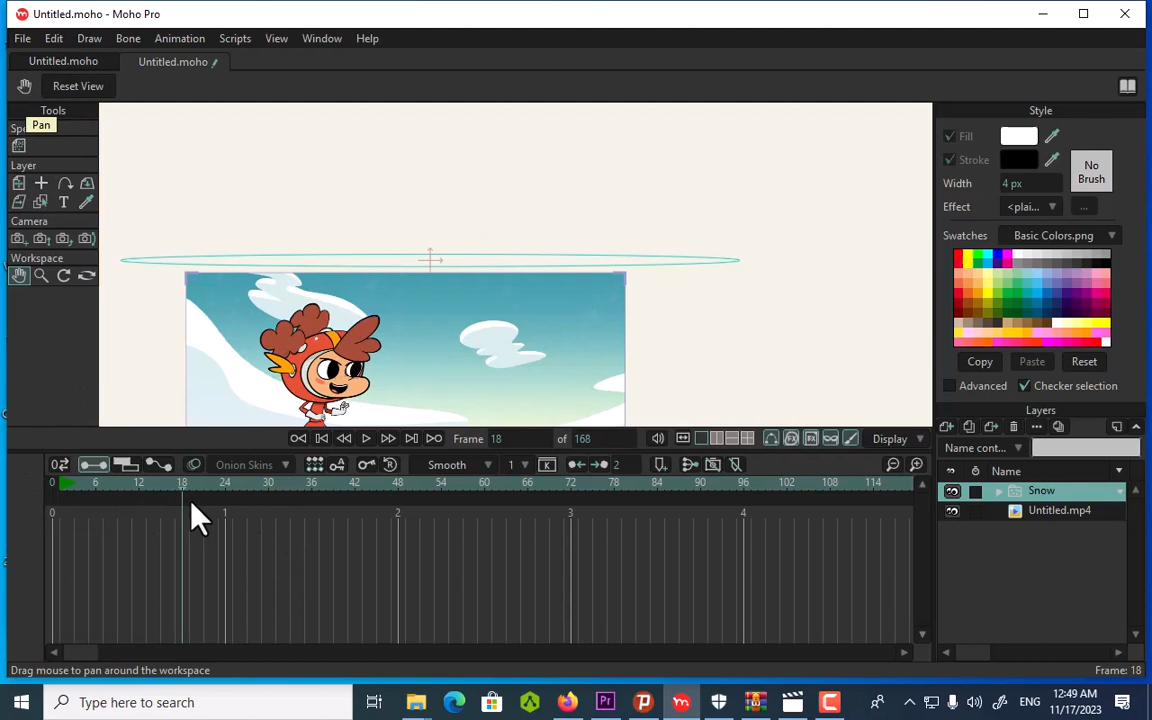 Untitled.moho - Moho Pro
File Edit Draw Bone Animation Scripts View Window Help
Untitled.moho Untitled.moho
Reset View
Tools
Pan
Layer
Camera
Workspace
Style
Fill
Stroke
No Brush
Width 4 px
Effect <plai... ...
Swatches Basic Colors.png
Copy Paste Reset
Advanced Checker selection
Layers
Name cont...
Name
Snow
Untitled.mp4
Frame 18 of 168 Display
Onion Skins Smooth 1 2
0 6 12 18 24 30 36 42 48 54 60 66 72 78 84 90 96 102 108 114
0 1 2 3 4
Drag mouse to pan around the workspace Frame: 18
Type here to search
ENG 12:49 AM
11/17/2023